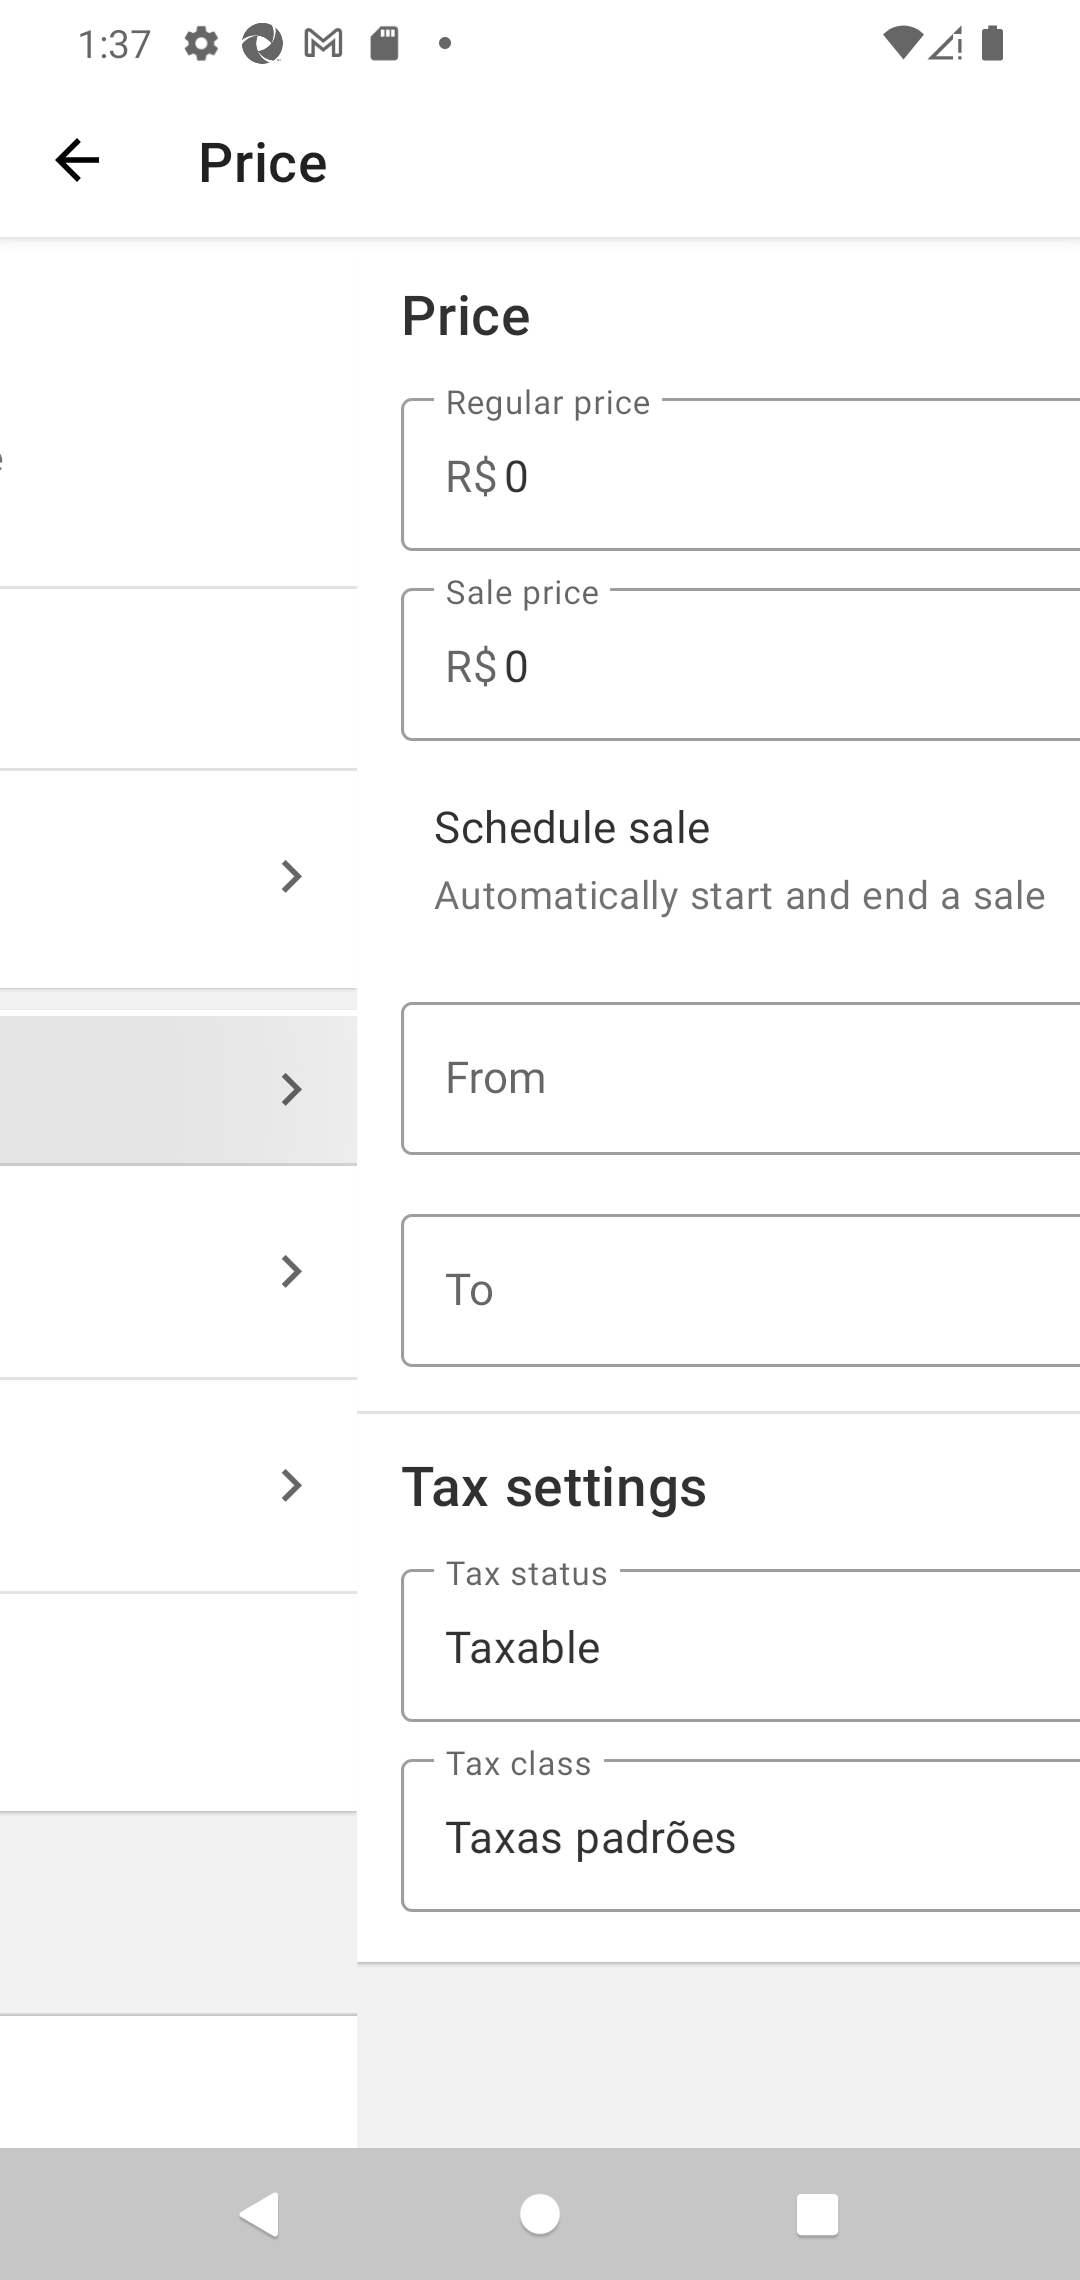 1:37
Price
Price
Regular price
R$ 0
Sale price
R$ 0
Schedule sale
Automatically start and end a sale
From
To
Tax settings
Tax status
Taxable
Tax class
Taxas padrões